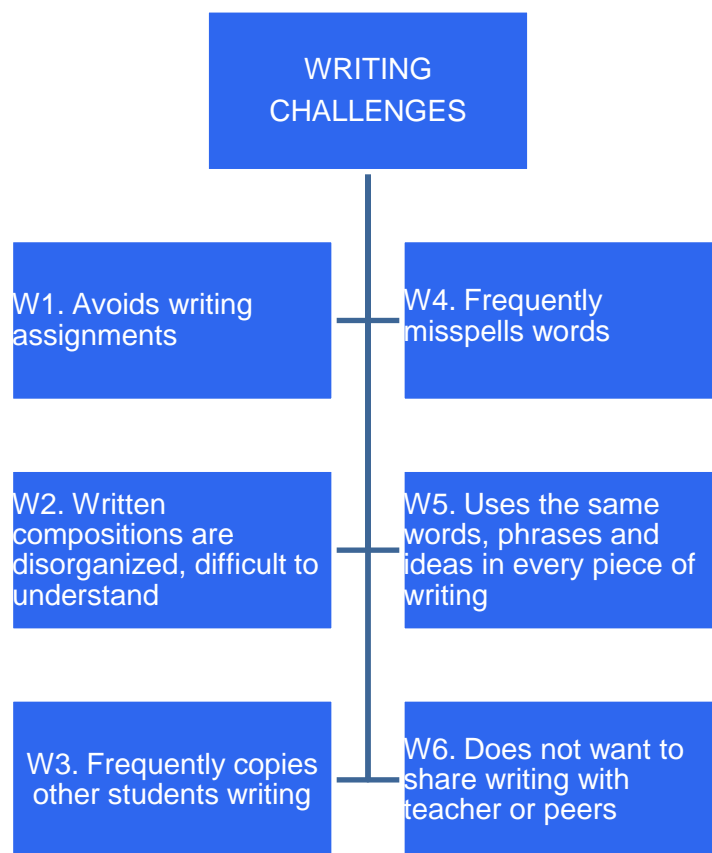 WRITING
CHALLENGES
W1. Avoids writing
assignments
W2. Written
compositions are
disorganized, difficult to
understand
W3. Frequently copies
other students writing
W4. Frequently
misspells words
W5. Uses the same
words, phrases and
ideas in every piece of
writing
W6. Does not want to
share writing with
teacher or peers